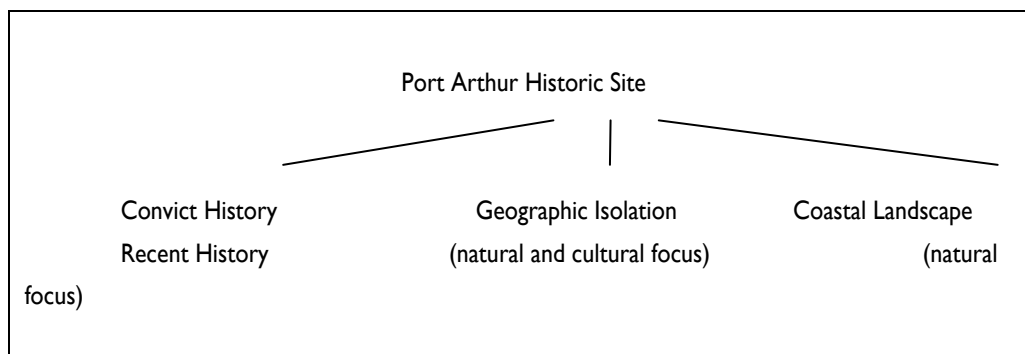 Port Arthur Historic Site
Convict History Geographic Isolation Coastal Landscape
Recent History (natural and cultural focus) (natural
focus)